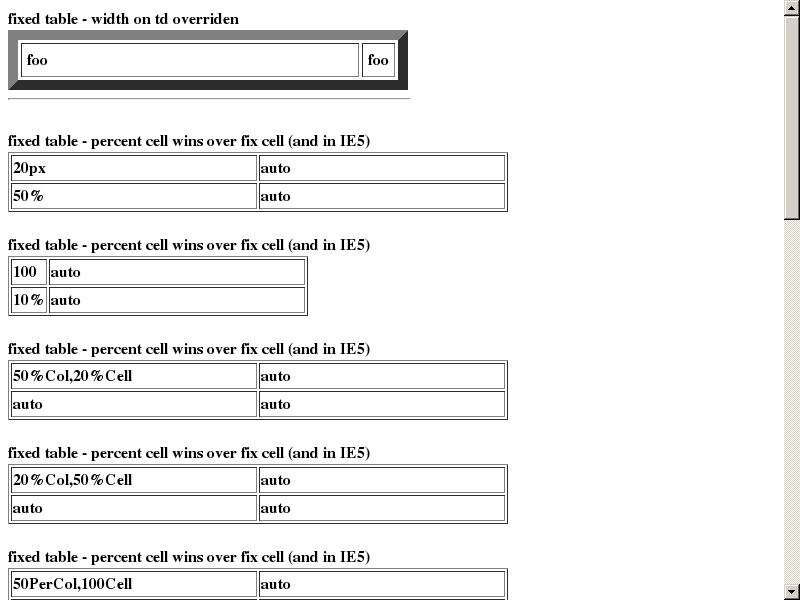 fixed table - width on td overriden
foo foo
fixed table - percent cell wins over fix cell (and in IE5)
20px auto
50% auto
fixed table - percent cell wins over fix cell (and in IE5)
100 auto
10% auto
fixed table - percent cell wins over fix cell (and in IE5)
50%Col,20%Cell auto
auto auto
fixed table - percent cell wins over fix cell (and in IE5)
20%Col,50%Cell auto
auto auto
fixed table - percent cell wins over fix cell (and in IE5)
50PerCol,100Cell auto